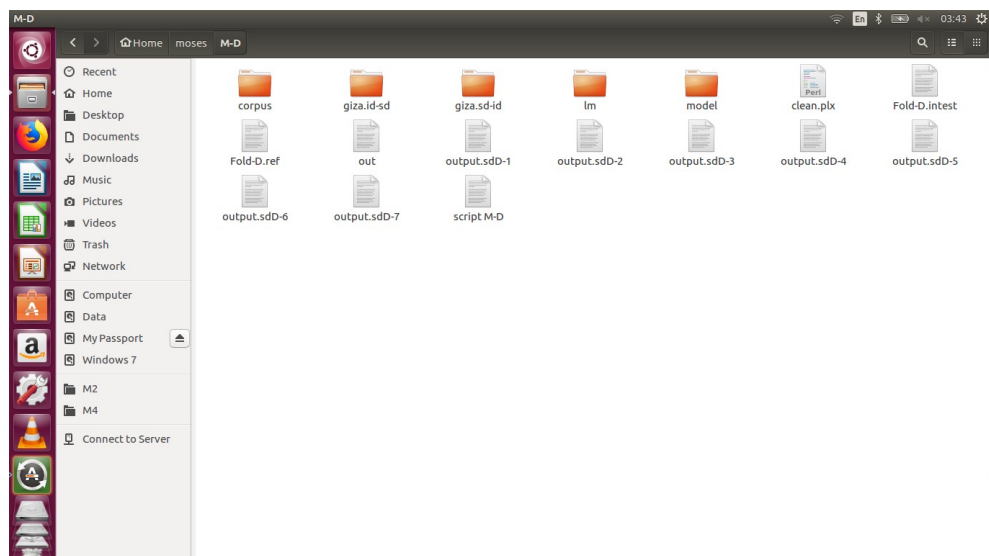 M-D
En
03:43
Home moses M-D
Recent
Home
Desktop
Documents
Downloads
Music
Pictures
Videos
Trash
Network
Computer
Data
My Passport
Windows 7
M2
M4
Connect to Server
corpus giza.id-sd giza.sd-id lm model clean.plx Fold-D.intest
Perl
Fold-D.ref out output.sdD-1 output.sdD-2 output.sdD-3 output.sdD-4 output.sdD-5
output.sdD-6 output.sdD-7 script M-D